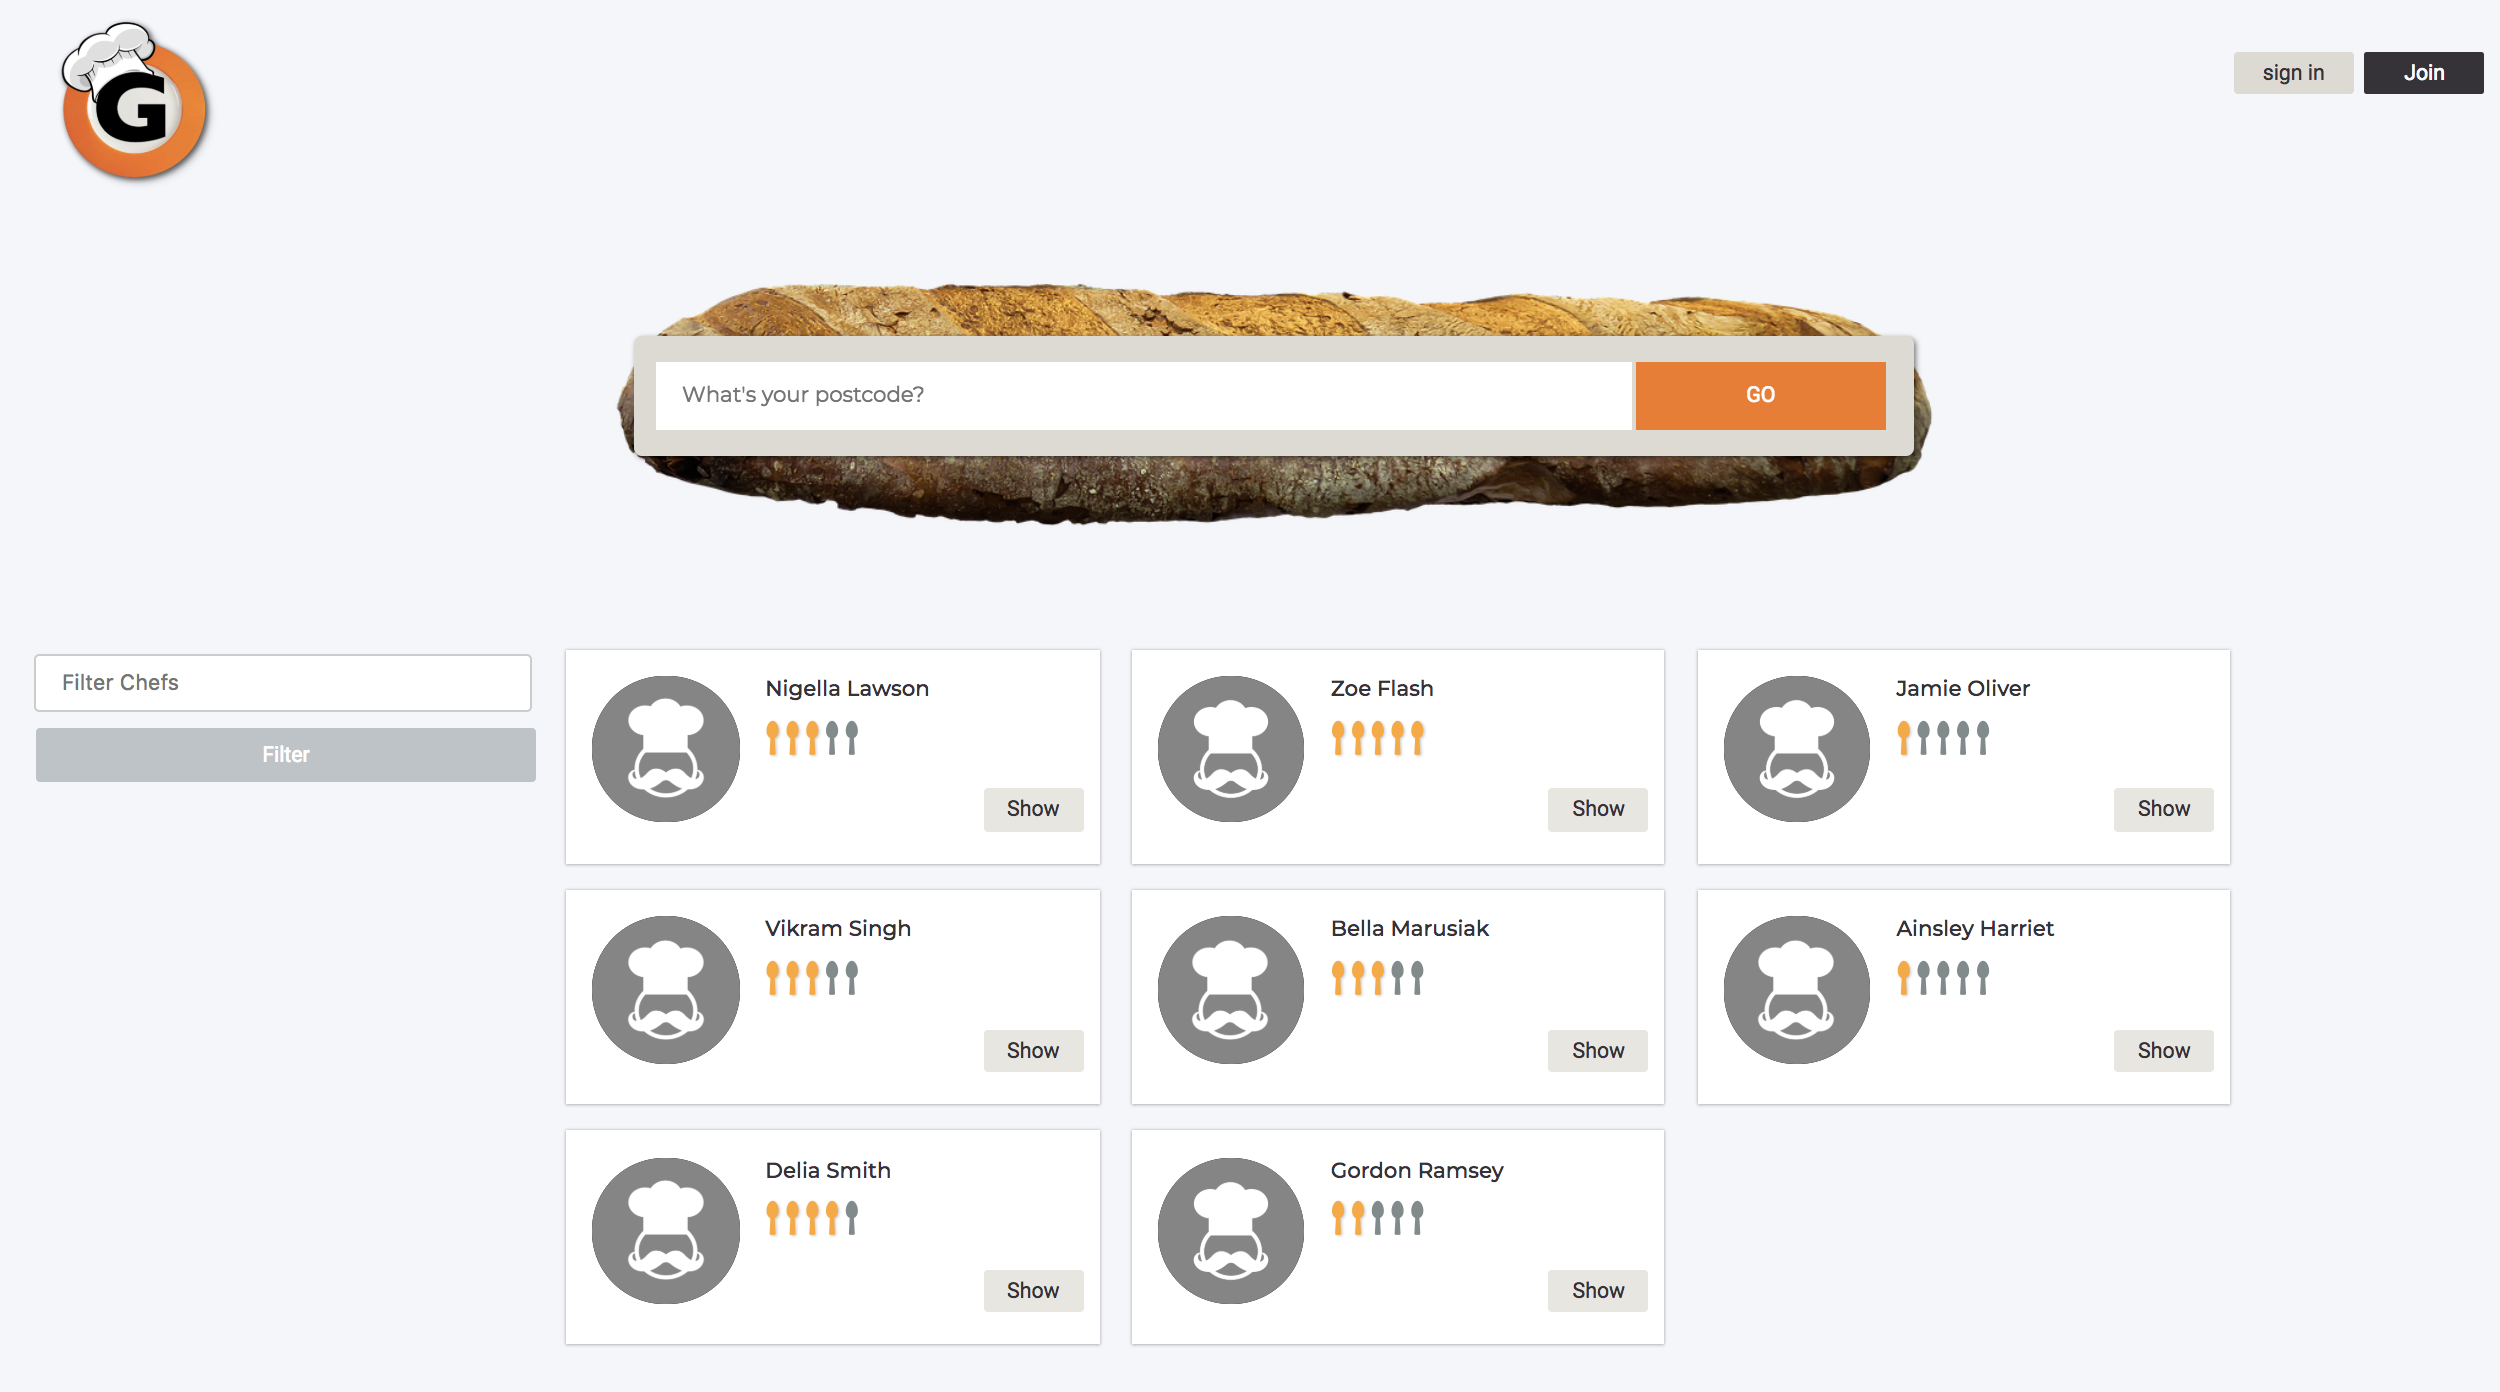 G
sign in
Join
What's your postcode?
GO
Filter Chefs
Filter
Nigella Lawson
Show
Zoe Flash
Show
Jamie Oliver
Show
Vikram Singh
Show
Bella Marusiak
Show
Ainsley Harriet
Show
Delia Smith
Show
Gordon Ramsey
Show